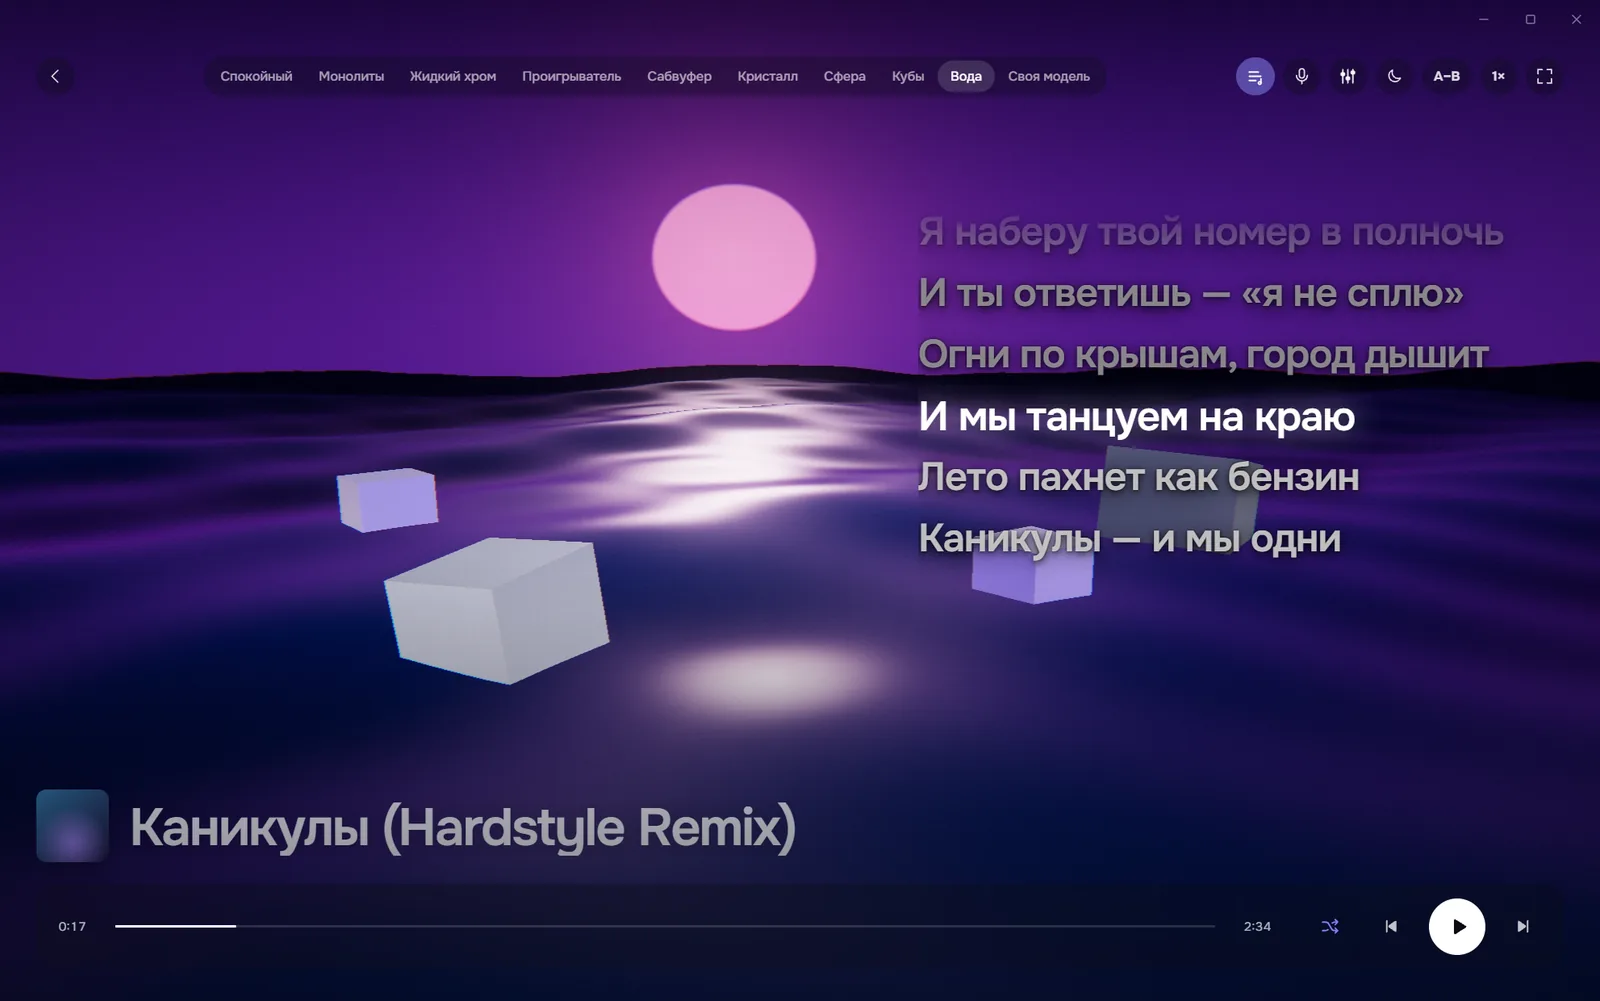 Спокойный Монолиты Жидкий хром Проигрыватель Сабвуфер Кристалл Сфера Кубы Вода Своя модель A–B 1×
Я наберу твой номер в полночь
И ты ответишь — «я не сплю»
Огни по крышам, город дышит
И мы танцуем на краю
Лето пахнет как бензин
Каникулы — и мы одни
Каникулы (Hardstyle Remix)
0:17 2:34